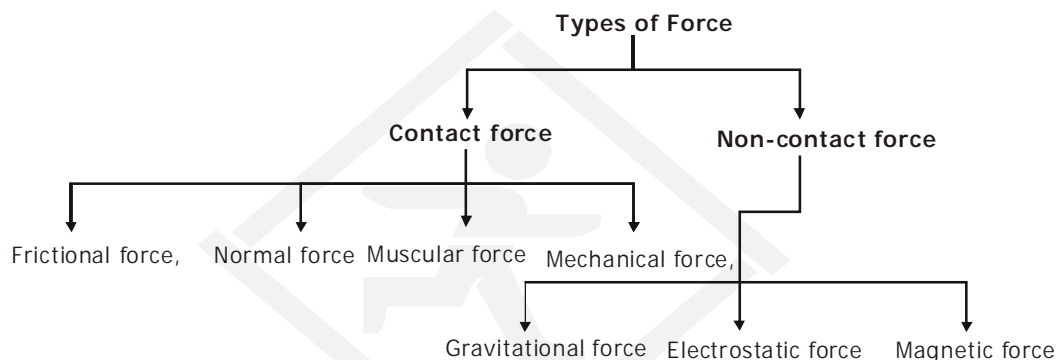 Types of Force
Contact force
Non-contact force
Frictional force,
Normal force
Muscular force
Mechanical force,
Gravitational force
Electrostatic force
Magnetic force